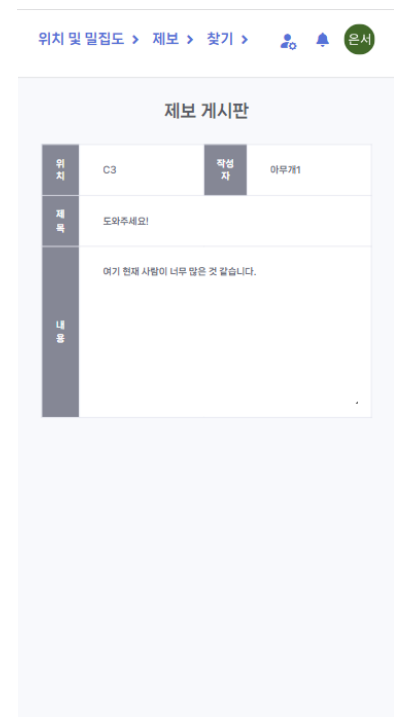 위치 및 밀집도 > 제보 > 찾기 > 은서
제보 게시판
위치 C3 작성자 아무개1
제목 도와주세요!
내용 여기 현재 사람이 너무 많은 것 같습니다.